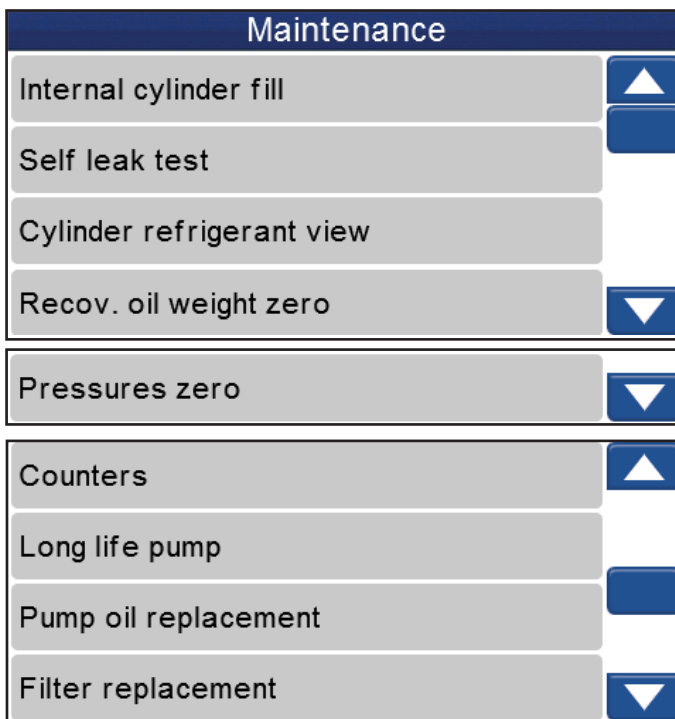 Maintenance
Internal cylinder fill
Self leak test
Cylinder refrigerant view
Recov. oil weight zero
Pressures zero
Counters
Long life pump
Pump oil replacement
Filter replacement